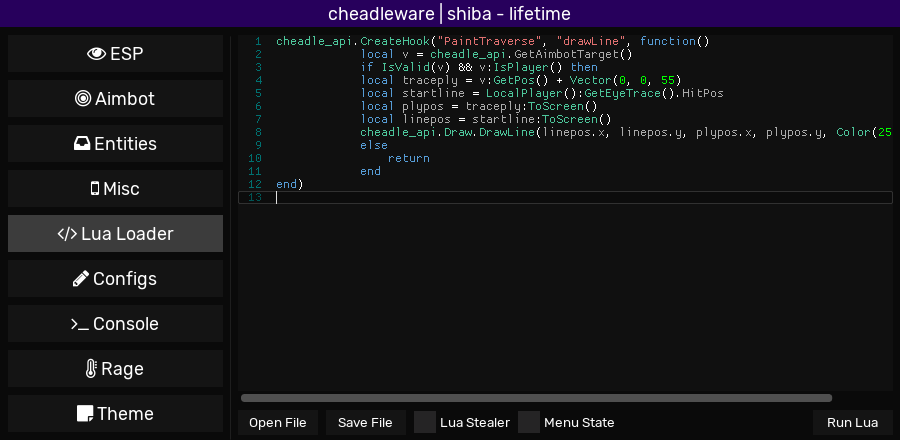 cheadleware | shiba - lifetime
ESP
Aimbot
Entities
Misc
</> Lua Loader
Configs
Console
Rage
Theme
1 cheadle_api.CreateHook("PaintTraverse", "drawLine", function()
2 local v = cheadle_api.GetAimbotTarget()
3 if IsValid(v) && v:IsPlayer() then
4 local traceply = v:GetPos() + Vector(0, 0, 55)
5 local startline = LocalPlayer():GetEyeTrace().HitPos
6 local plypos = traceply:ToScreen()
7 local linepos = startline:ToScreen()
8 cheadle_api.Draw.DrawLine(linepos.x, linepos.y, plypos.x, plypos.y, Color(25
9 else
10 return
11 end
12 end)
13
Open File Save File Lua Stealer Menu State Run Lua